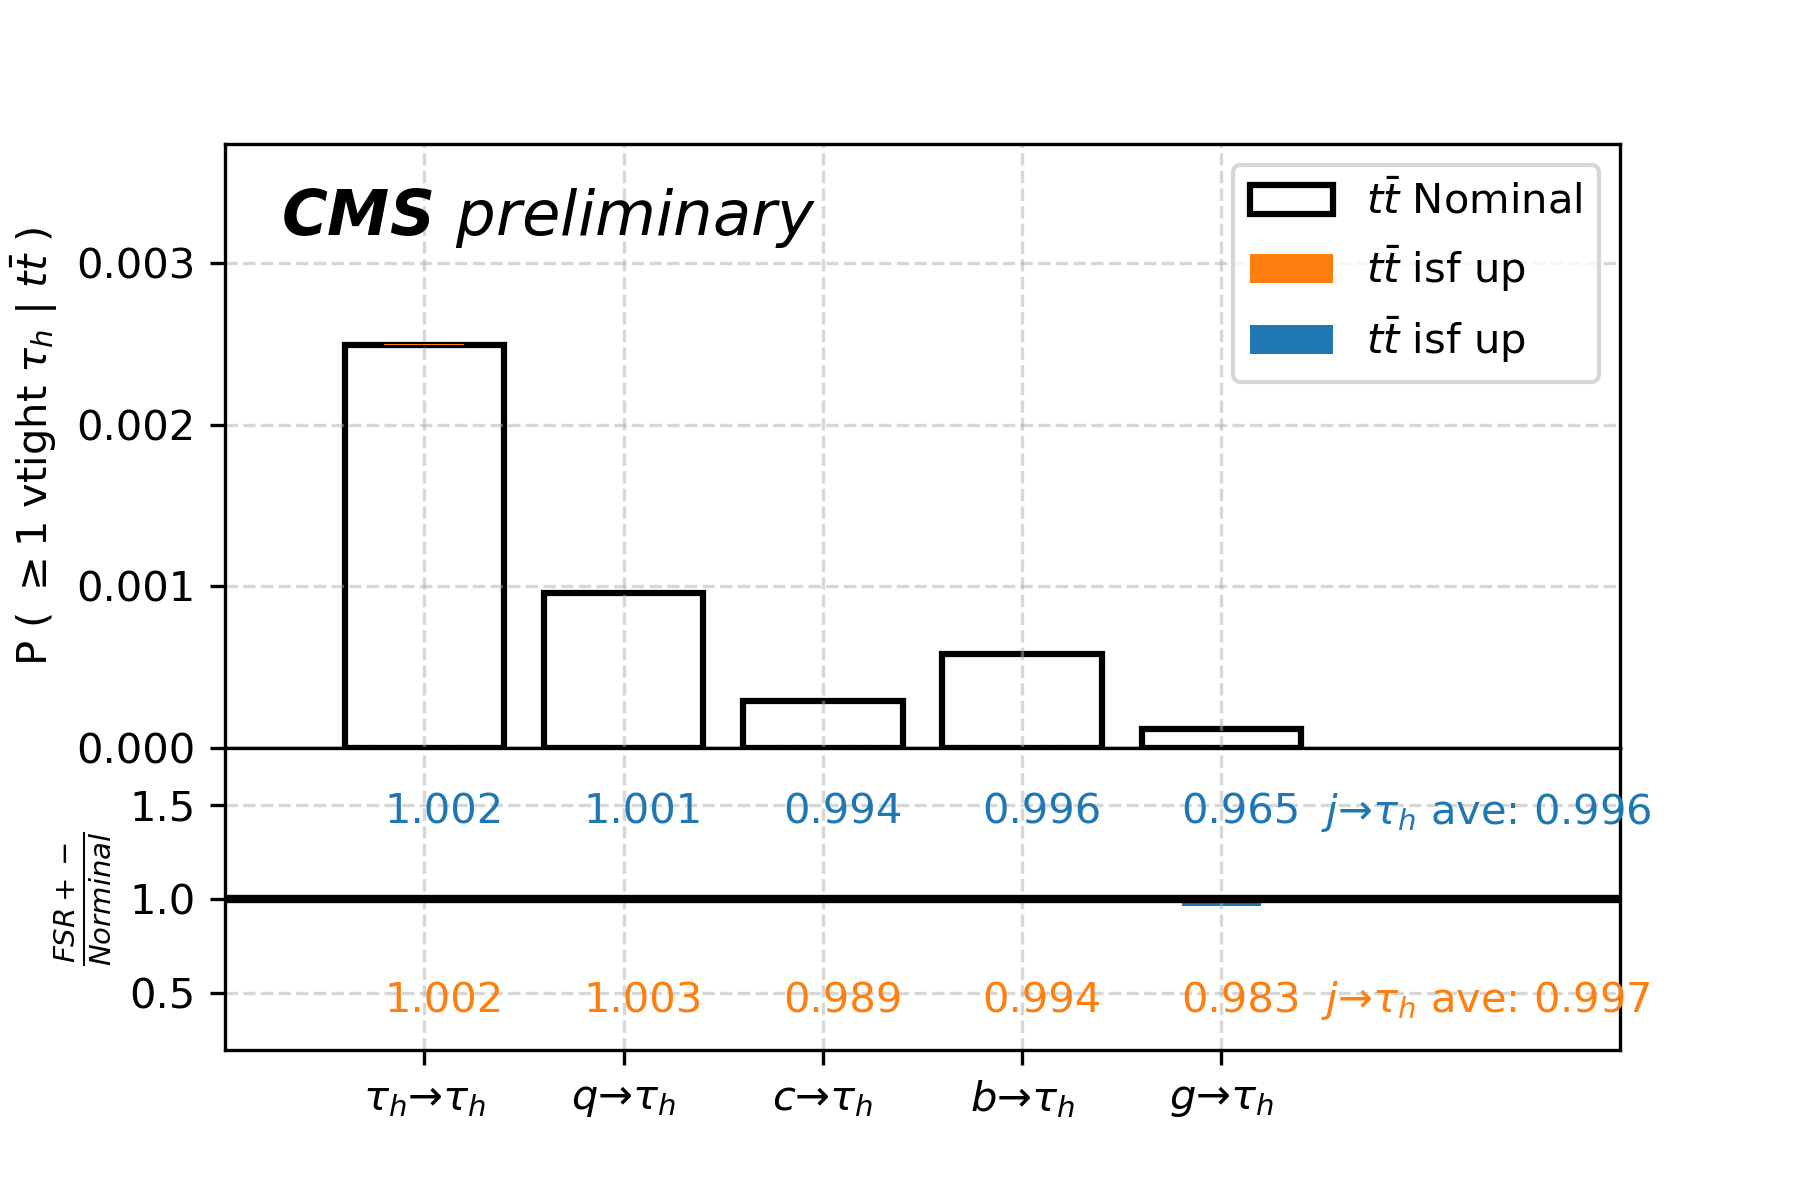 CMS preliminary
tt̄ Nominal
tt̄ isf up
tt̄ isf up
P ( ≥ 1 vtight τh | tt̄ )
0.003
0.002
0.001
0.000
1.5
1.0
0.5
FSR + −
Norminal
1.002 1.001 0.994 0.996 0.965 j→τh ave: 0.996
1.002 1.003 0.989 0.994 0.983 j→τh ave: 0.997
τh→τh q→τh c→τh b→τh g→τh